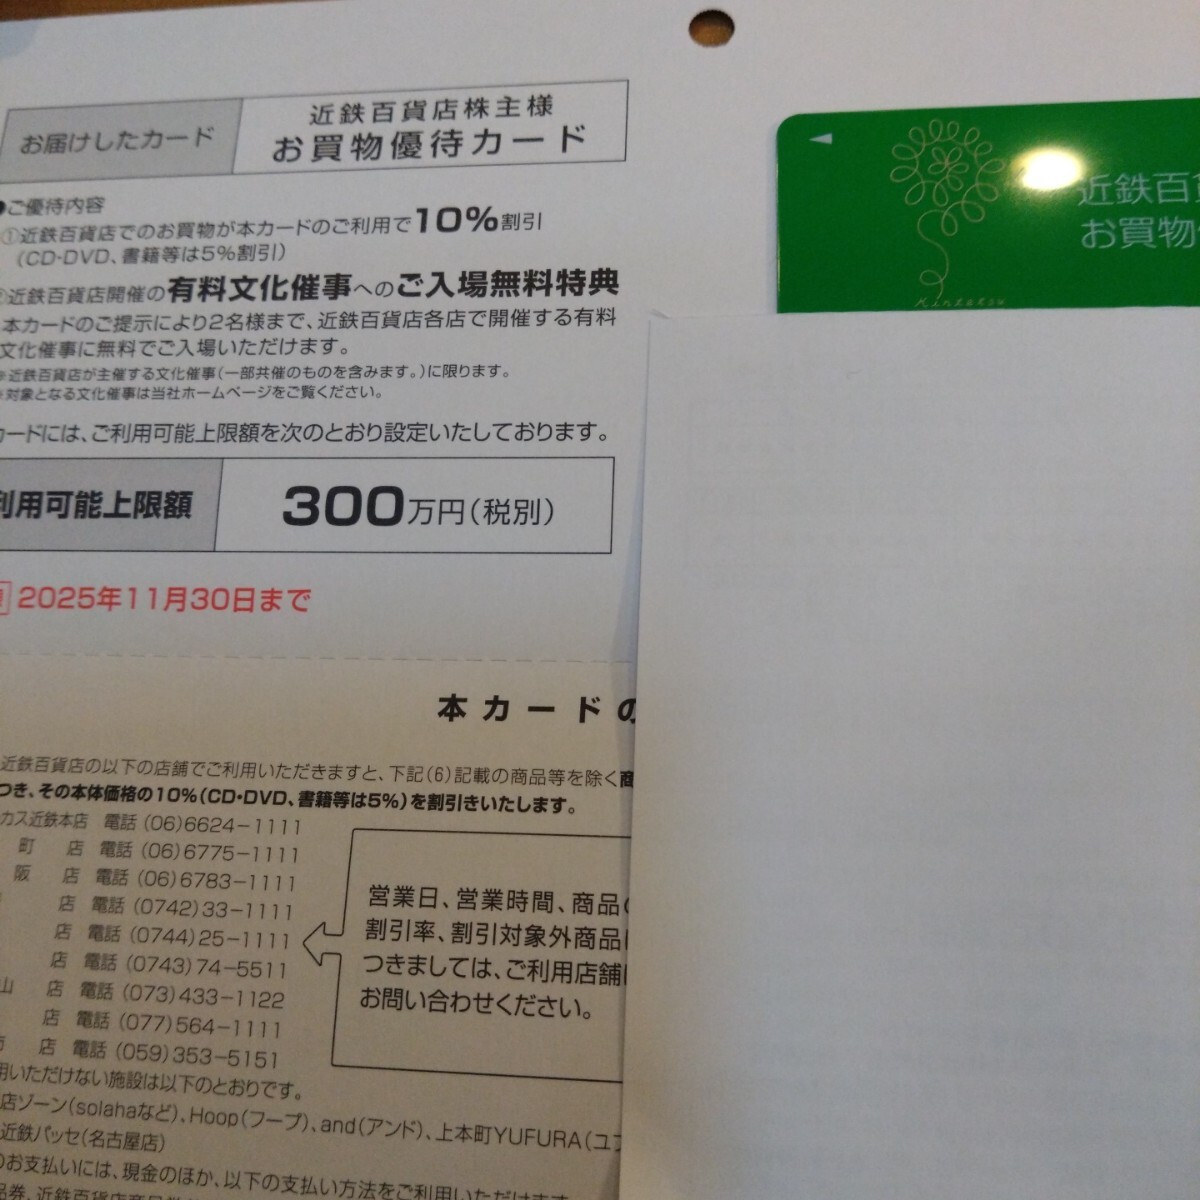 お届けしたカード
近鉄百貨店株主様
お買物優待カード
●ご優待内容
①近鉄百貨店でのお買物が本カードのご利用で10%割引
(CD・DVD、書籍等は5%割引)
②近鉄百貨店開催の有料文化催事へのご入場無料特典
本カードのご提示により2名様まで、近鉄百貨店各店で開催する有料
文化催事に無料でご入場いただけます。
※近鉄百貨店が主催する文化催事(一部共催のものを含みます。)に限ります。
※対象となる文化催事は当社ホームページをご覧ください。
カードには、ご利用可能上限額を次のとおり設定いたしております。
利用可能上限額
300万円(税別)
2025年11月30日まで
近鉄百
お買物
Kintetsu
本カードの
近鉄百貨店の以下の店舗でご利用いただきますと、下記(6)記載の商品等を除く商
つき、その本体価格の10%(CD・DVD、書籍等は5%)を割引きいたします。
カス近鉄本店 電話 (06)6624-1111
町 店 電話 (06)6775-1111
阪 店 電話 (06)6783-1111
店 電話 (0742)33-1111
店 電話 (0744)25-1111
店 電話 (0743)74-5511
山 店 電話 (073)433-1122
店 電話 (077)564-1111
市 店 電話 (059)353-5151
営業日、営業時間、商品の
割引率、割引対象外商品に
つきましては、ご利用店舗に
お問い合わせください。
用いただけない施設は以下のとおりです。
店ゾーン(solahaなど)、Hoop(フープ)、and(アンド)、上本町YUFURA(ユフ
近鉄パッセ(名古屋店)
のお支払いには、現金のほか、以下の支払い方法をご利用いただけます
品券、近鉄百貨店商品券